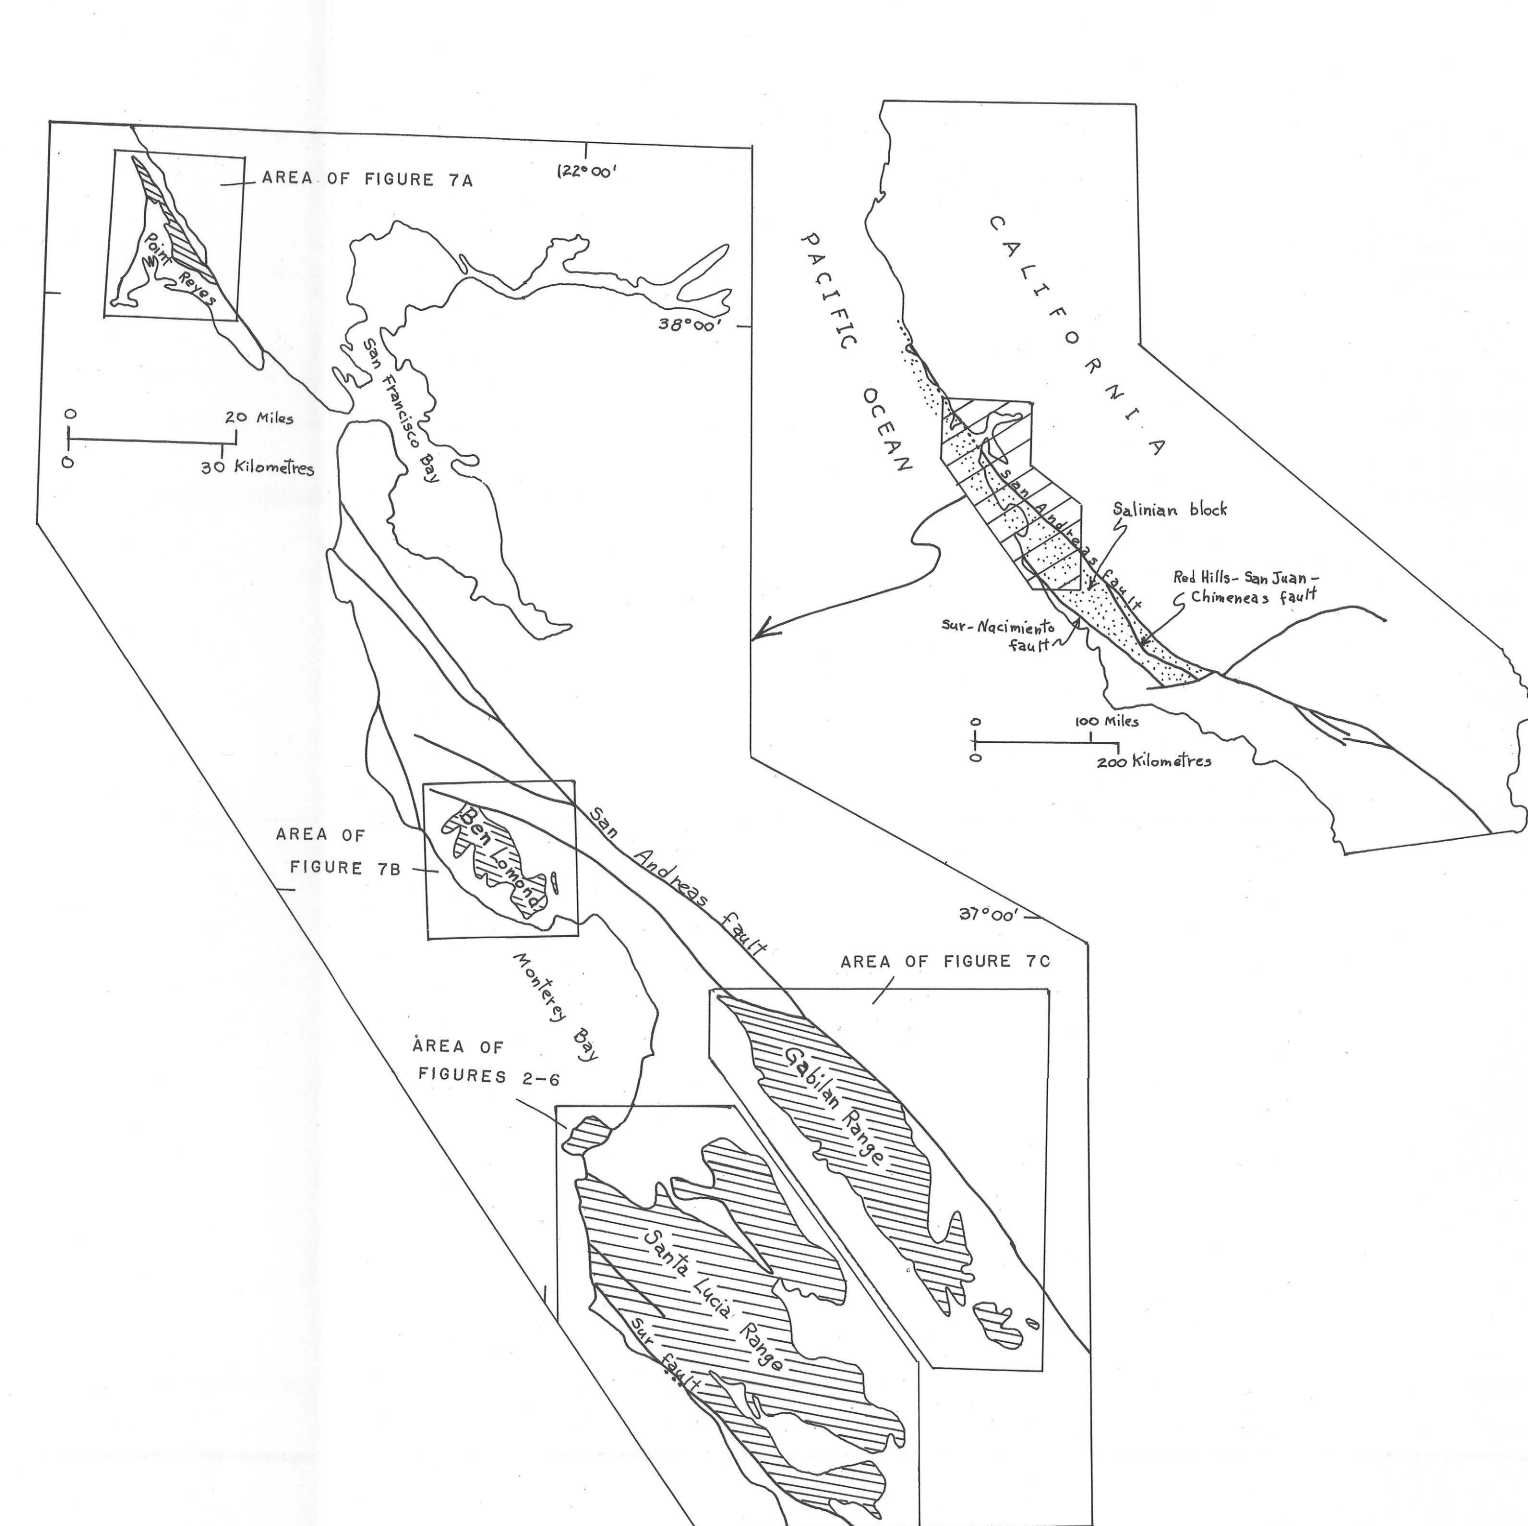 AREA OF FIGURE 7A
122°00'
Point
Reyes
38°00'
San Francisco Bay
0
20 Miles
0
30 Kilometres
AREA OF
FIGURE 7B
Ben Lomond
San Andreas fault
Monterey Bay
37°00'
AREA OF FIGURE 7C
Gabilan Range
AREA OF
FIGURES 2-6
Santa Lucia Range
Sur fault
CALIFORNIA
PACIFIC OCEAN
San Andreas fault
Salinian block
Red Hills-San Juan-
Chimeneas fault
Sur-Nacimiento
fault
0
100 Miles
0
200 Kilometres